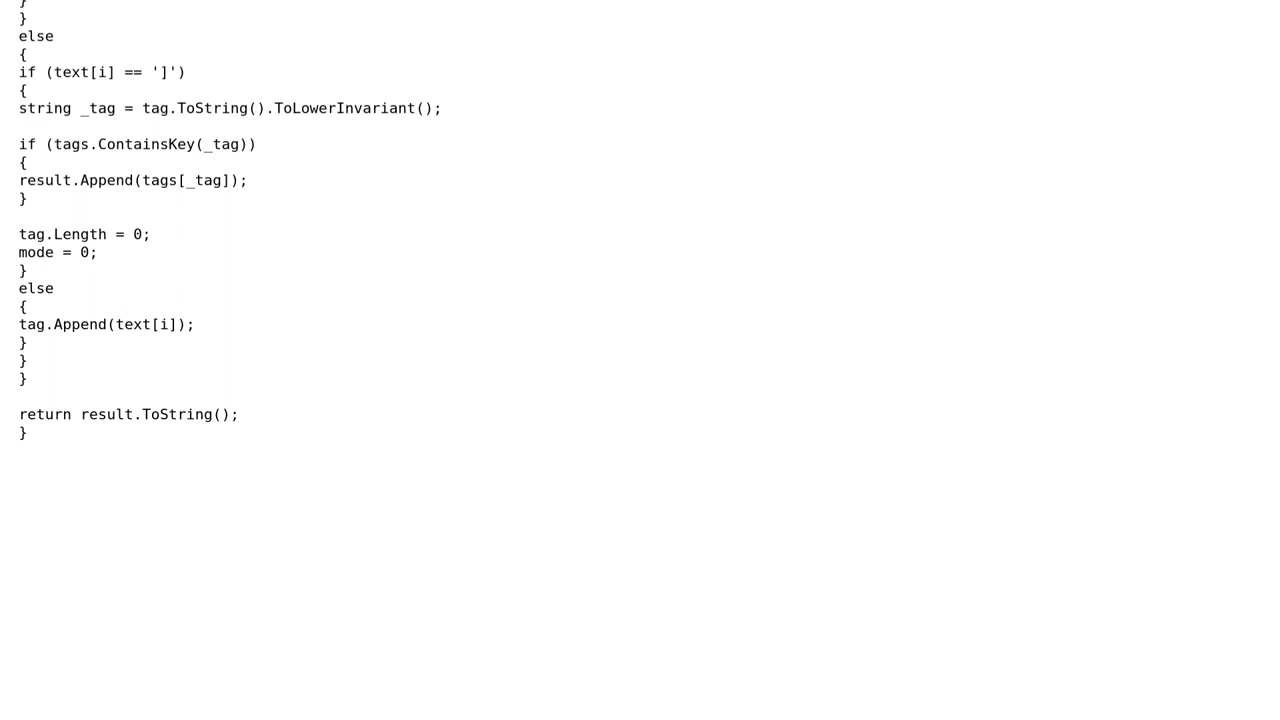 }
}
else
{
if (text[i] == ']')
{
string _tag = tag.ToString().ToLowerInvariant();
if (tags.ContainsKey(_tag))
{
result.Append(tags[_tag]);
}
tag.Length = 0;
mode = 0;
}
else
{
tag.Append(text[i]);
}
}
}
return result.ToString();
}